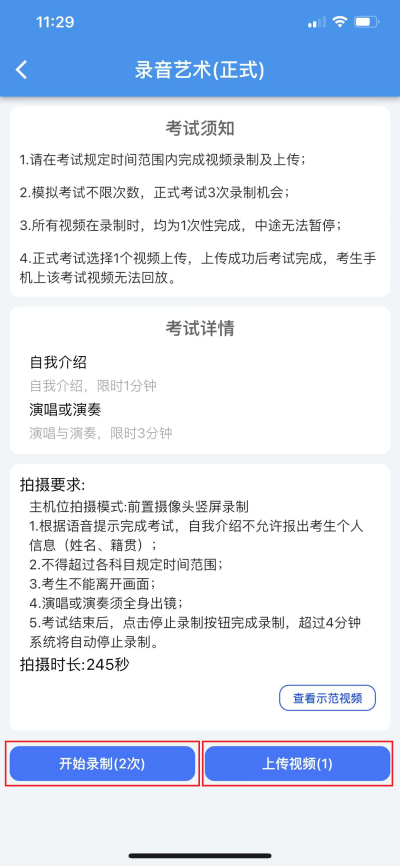 11:29
录音艺术(正式)
考试须知
1.请在考试规定时间范围内完成视频录制及上传;
2.模拟考试不限次数，正式考试3次录制机会;
3.所有视频在录制时，均为1次性完成，中途无法暂停;
4.正式考试选择1个视频上传，上传成功后考试完成，考生手
机上该考试视频无法回放。
考试详情
自我介绍
自我介绍，限时1分钟
演唱或演奏
演唱与演奏，限时3分钟
拍摄要求:
主机位拍摄模式:前置摄像头竖屏录制
1.根据语音提示完成考试，自我介绍不允许报出考生个人
信息（姓名、籍贯）;
2.不得超过各科目规定时间范围;
3.考生不能离开画面;
4.演唱或演奏须全身出镜;
5.考试结束后，点击停止录制按钮完成录制，超过4分钟
系统将自动停止录制。
拍摄时长:245秒
查看示范视频
开始录制(2次)
上传视频(1)